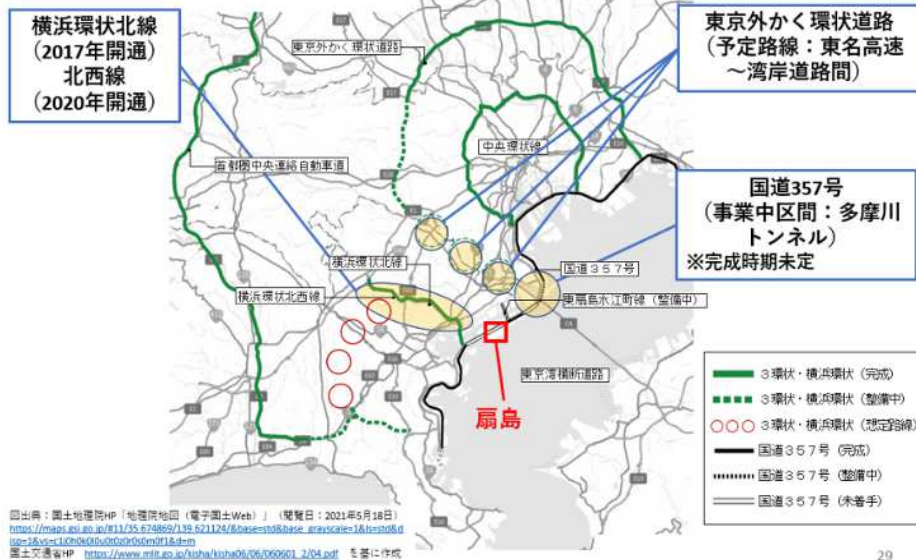 横浜環状北線
（2017年開通）
北西線
（2020年開通）
東京外かく環状道路
（予定路線：東名高速
～湾岸道路間）
東京外かく環状道路
中央環状線
首都圏中央連絡自動車道
国道357号
（事業中区間：多摩川
トンネル）
※完成時期未定
横浜環状北線
国道３５７号
横浜環状北西線
東扇島水江町線（整備中）
東京湾横断道路
扇島
３環状・横浜環状（完成）
３環状・横浜環状（整備中）
３環状・横浜環状（想定路線）
国道３５７号（完成）
国道３５７号（整備中）
国道３５７号（未着手）
図出典：国土地理院HP「地理院地図（電子国土Web）」（閲覧日：2021年5月18日）
国土交通省HP https://www.mlit.go.jp/kisha/kisha06/06/060601_2/04.pdf を基に作成
29